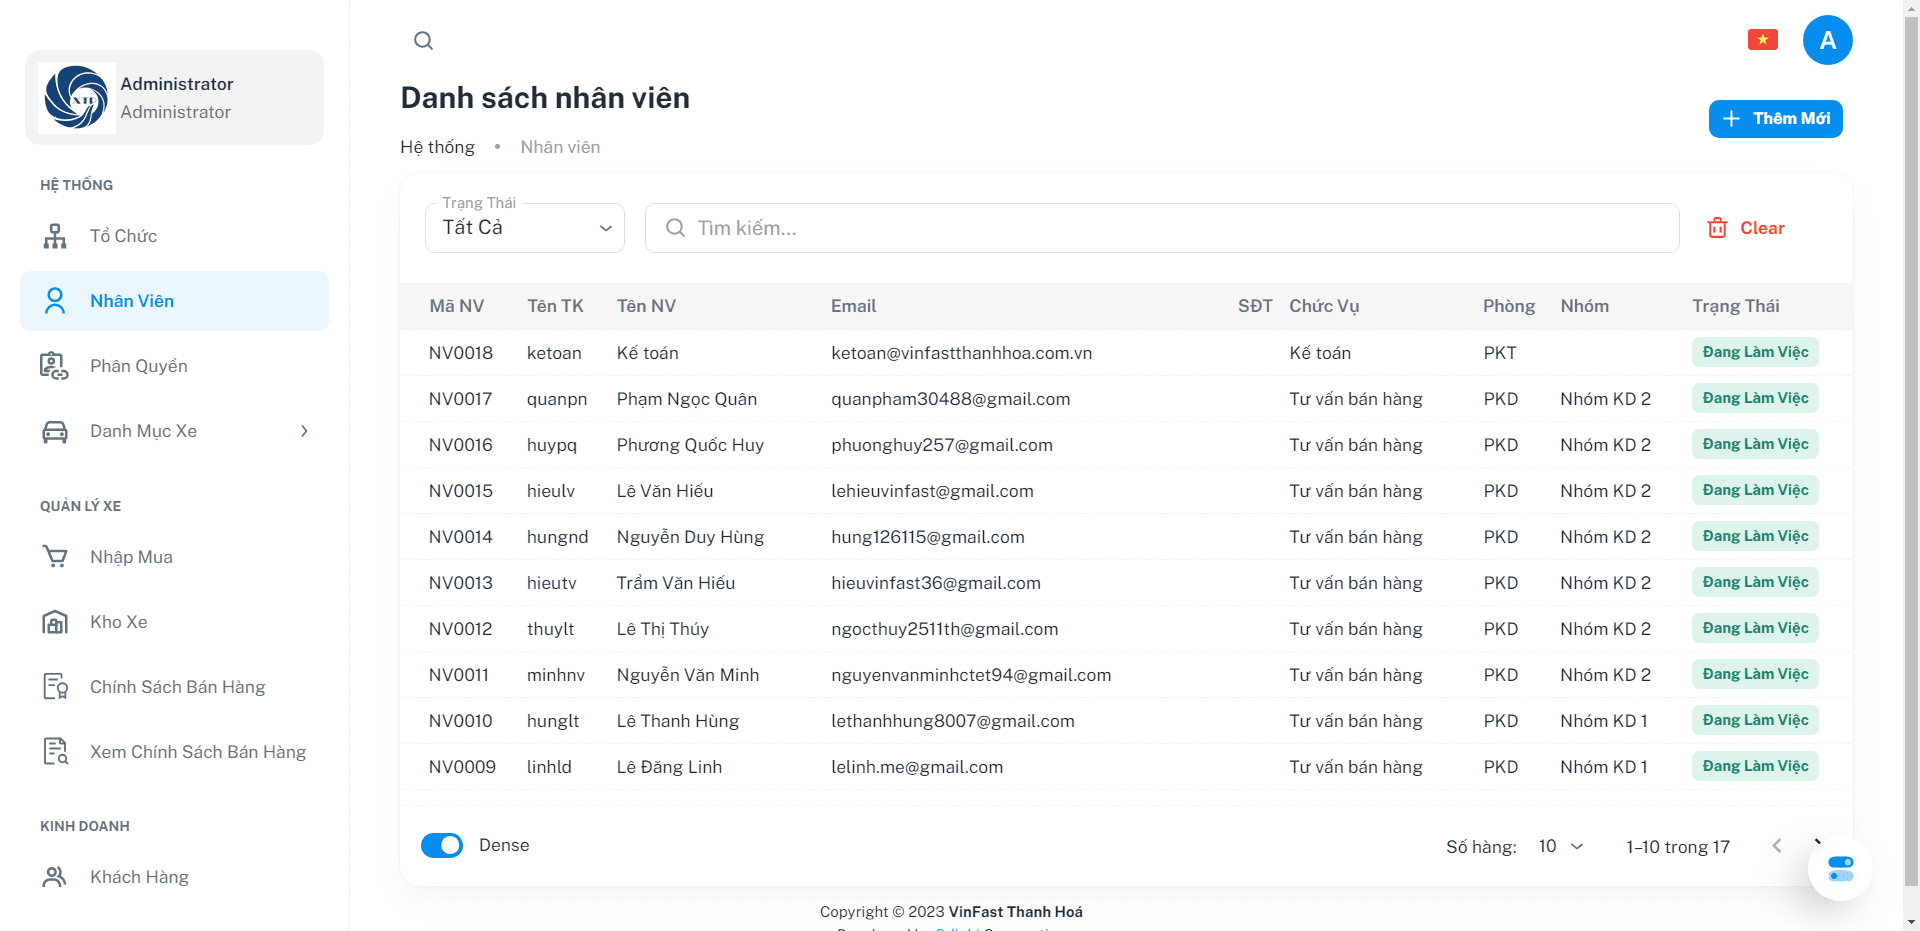 XTD
Administrator
Administrator
HỆ THỐNG
Tổ Chức
Nhân Viên
Phân Quyền
Danh Mục Xe
QUẢN LÝ XE
Nhập Mua
Kho Xe
Chính Sách Bán Hàng
Xem Chính Sách Bán Hàng
KINH DOANH
Khách Hàng
A
Danh sách nhân viên
Hệ thống • Nhân viên
Thêm Mới
Trạng Thái
Tất Cả
Tìm kiếm...
Clear
Mã NV Tên TK Tên NV Email SĐT Chức Vụ Phòng Nhóm Trạng Thái
NV0018 ketoan Kế toán ketoan@vinfastthanhhoa.com.vn Kế toán PKT Đang Làm Việc
NV0017 quanpn Phạm Ngọc Quân quanpham30488@gmail.com Tư vấn bán hàng PKD Nhóm KD 2 Đang Làm Việc
NV0016 huypq Phương Quốc Huy phuonghuy257@gmail.com Tư vấn bán hàng PKD Nhóm KD 2 Đang Làm Việc
NV0015 hieulv Lê Văn Hiếu lehieuvinfast@gmail.com Tư vấn bán hàng PKD Nhóm KD 2 Đang Làm Việc
NV0014 hungnd Nguyễn Duy Hùng hung126115@gmail.com Tư vấn bán hàng PKD Nhóm KD 2 Đang Làm Việc
NV0013 hieutv Trầm Văn Hiếu hieuvinfast36@gmail.com Tư vấn bán hàng PKD Nhóm KD 2 Đang Làm Việc
NV0012 thuylt Lê Thị Thúy ngocthuy2511th@gmail.com Tư vấn bán hàng PKD Nhóm KD 2 Đang Làm Việc
NV0011 minhnv Nguyễn Văn Minh nguyenvanminhctet94@gmail.com Tư vấn bán hàng PKD Nhóm KD 2 Đang Làm Việc
NV0010 hunglt Lê Thanh Hùng lethanhhung8007@gmail.com Tư vấn bán hàng PKD Nhóm KD 1 Đang Làm Việc
NV0009 linhld Lê Đăng Linh lelinh.me@gmail.com Tư vấn bán hàng PKD Nhóm KD 1 Đang Làm Việc
Dense
Số hàng: 10 1–10 trong 17
Copyright © 2023 VinFast Thanh Hoá